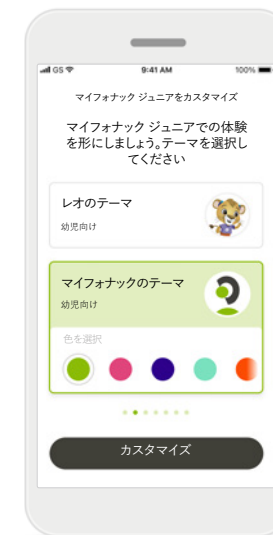 GS
9:41 AM
100%
マイフォナック ジュニアをカスタマイズ
マイフォナック ジュニアでの体験
を形にしましょう。テーマを選択し
てください
レオのテーマ
幼児向け
マイフォナックのテーマ
幼児向け
色を選択
カスタマイズ